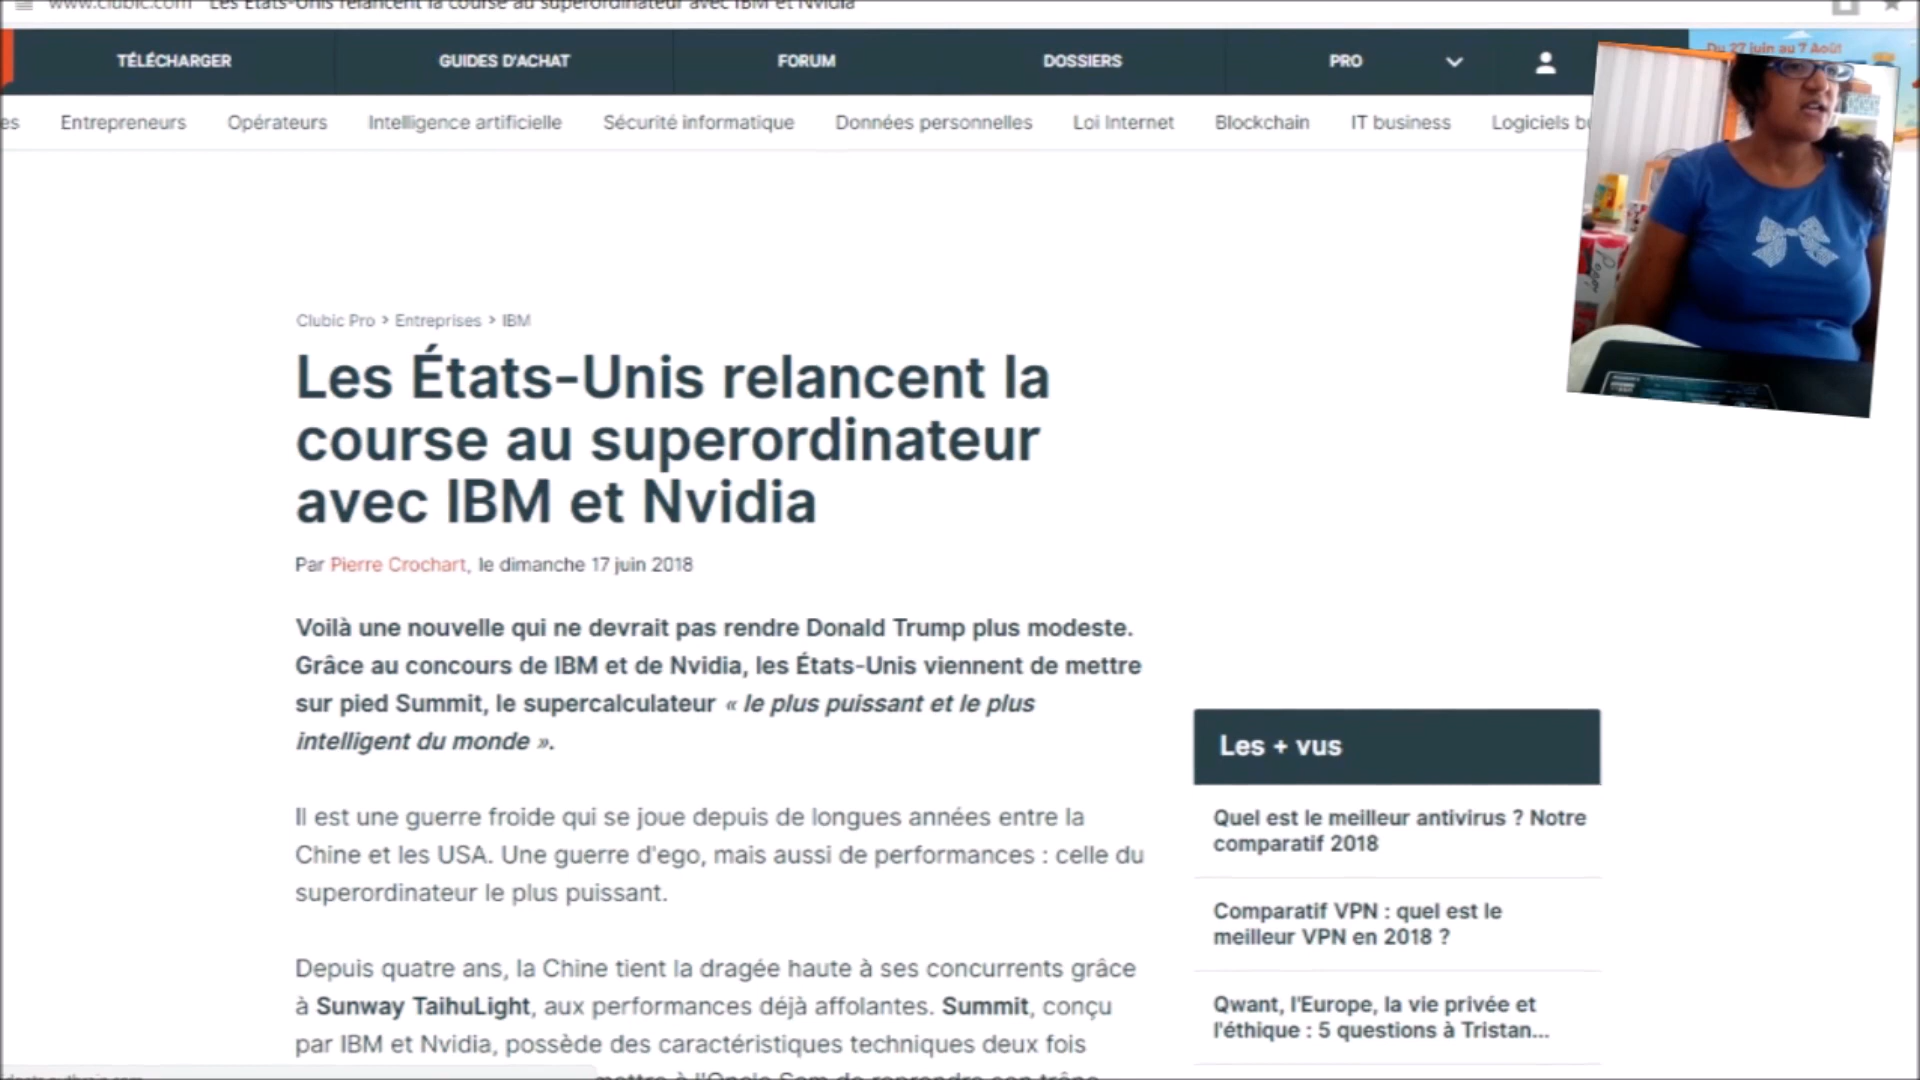 www.clubic.com Les États-Unis relancent la course au superordinateur avec IBM et Nvidia
TÉLÉCHARGER GUIDES D'ACHAT FORUM DOSSIERS PRO
Du 27 juin au 7 Août
es Entrepreneurs Opérateurs Intelligence artificielle Sécurité informatique Données personnelles Loi Internet Blockchain IT business Logiciels bu
Clubic Pro > Entreprises > IBM
Les États-Unis relancent la
course au superordinateur
avec IBM et Nvidia
Par Pierre Crochart, le dimanche 17 juin 2018
Voilà une nouvelle qui ne devrait pas rendre Donald Trump plus modeste.
Grâce au concours de IBM et de Nvidia, les États-Unis viennent de mettre
sur pied Summit, le supercalculateur « le plus puissant et le plus
intelligent du monde ».
Il est une guerre froide qui se joue depuis de longues années entre la
Chine et les USA. Une guerre d'ego, mais aussi de performances : celle du
superordinateur le plus puissant.
Depuis quatre ans, la Chine tient la dragée haute à ses concurrents grâce
à Sunway TaihuLight, aux performances déjà affolantes. Summit, conçu
par IBM et Nvidia, possède des caractéristiques techniques deux fois
mettre à l'Oncle Sam de reprendre son trône
Les + vus
Quel est le meilleur antivirus ? Notre
comparatif 2018
Comparatif VPN : quel est le
meilleur VPN en 2018 ?
Qwant, l'Europe, la vie privée et
l'éthique : 5 questions à Tristan...